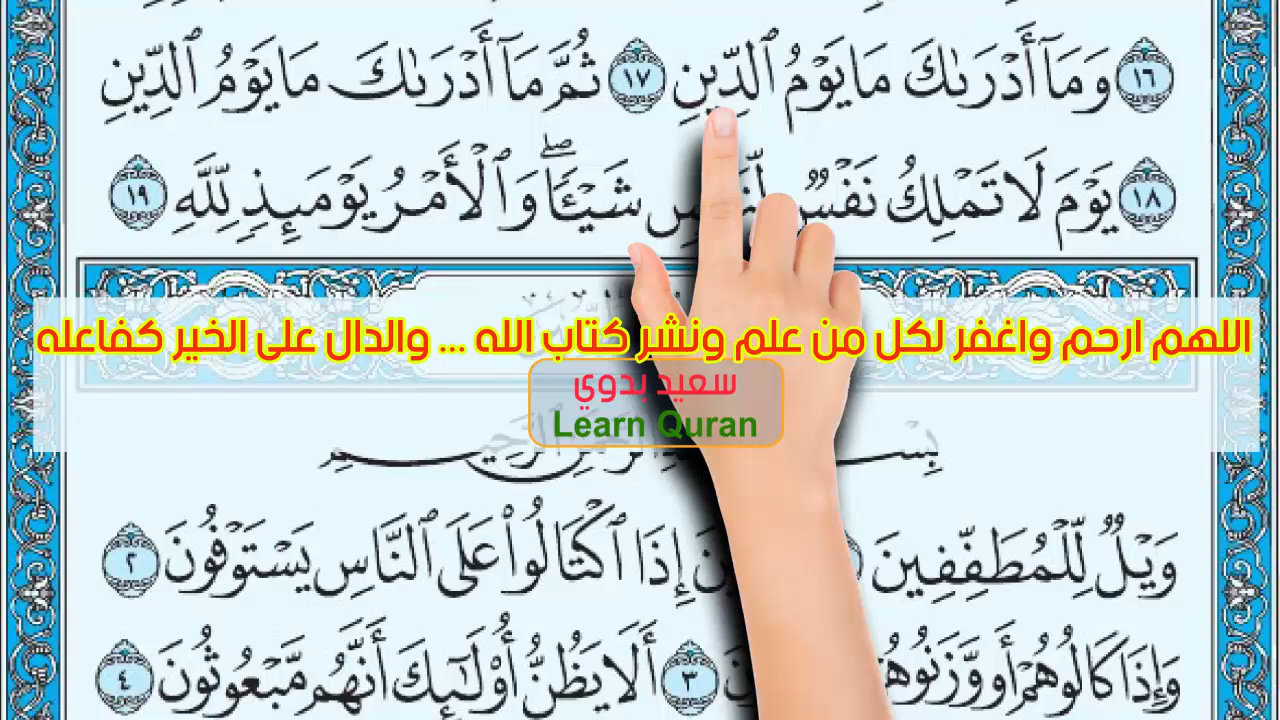 ١٦ وَمَآ أَدْرَىٰكَ مَا يَوْمُ ٱلدِّينِ ١٧ ثُمَّ مَآ أَدْرَىٰكَ مَا يَوْمُ ٱلدِّينِ
١٨ يَوْمَ لَا تَمْلِكُ نَفْسٌ شَيْـًٔا ۖ وَٱلْأَمْرُ يَوْمَئِذٍ لِّلَّهِ ١٩
اللهم ارحم واغفر لكل من علم ونشر كتاب الله ... والدال على الخير كفاعله
سعيد بدوي
Learn Quran
وَيْلٌ لِّلْمُطَفِّفِينَ إِذَا ٱكْتَالُوا۟ عَلَى ٱلنَّاسِ يَسْتَوْفُونَ ٢
وَإِذَا كَالُوهُمْ أَو وَّزَنُوهُمْ ٣ أَلَا يَظُنُّ أُو۟لَـٰٓئِكَ أَنَّهُم مَّبْعُوثُونَ ٤